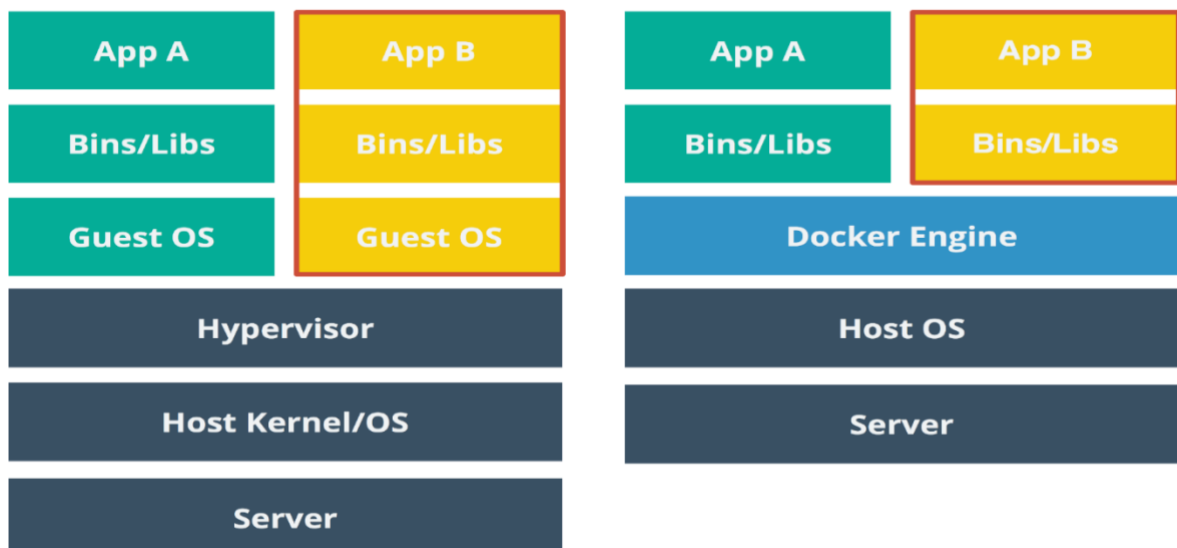 App A
App B
Bins/Libs
Bins/Libs
Guest OS
Guest OS
Hypervisor
Host Kernel/OS
Server
App A
App B
Bins/Libs
Bins/Libs
Docker Engine
Host OS
Server